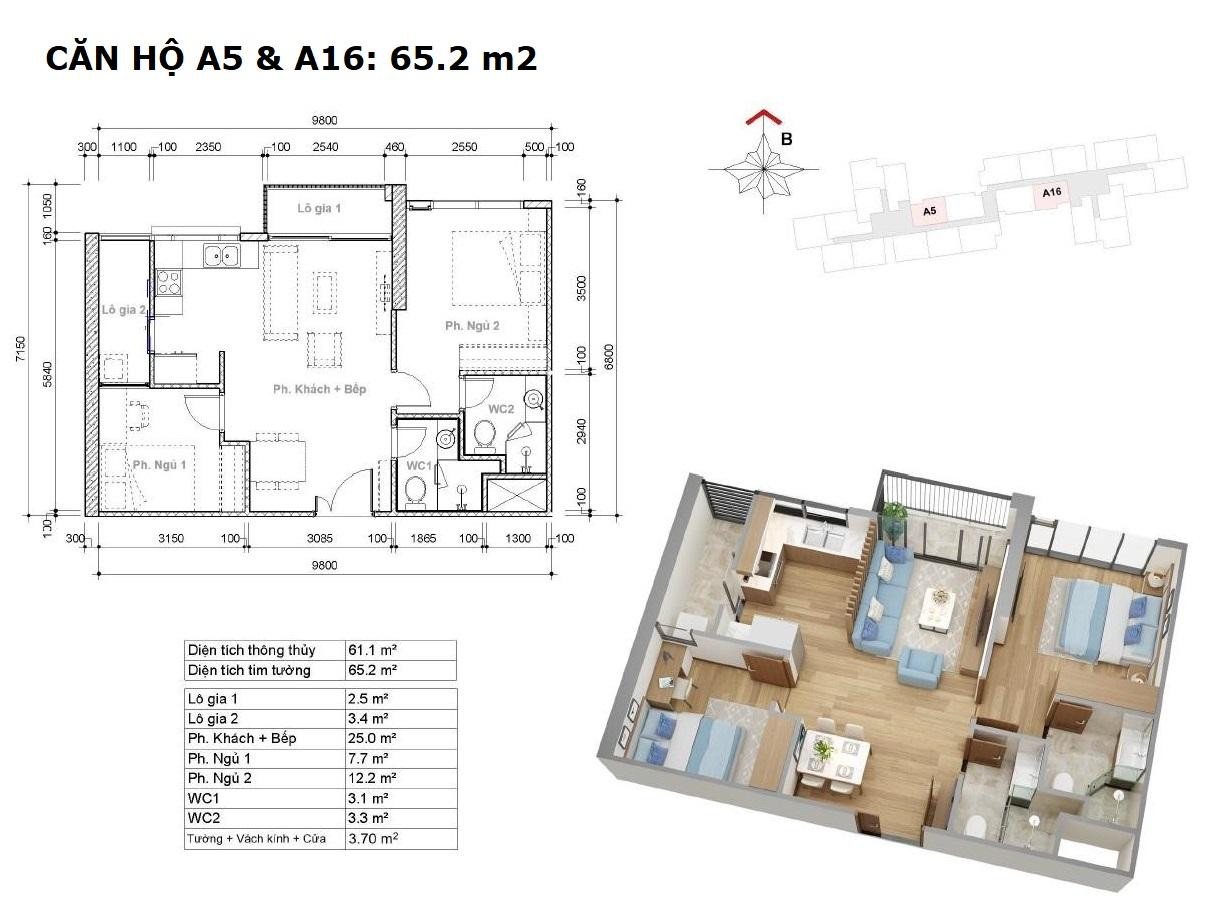 CĂN HỘ A5 & A16: 65.2 m2
9800
300 1100 100 2350 100 2540 460 2550 500 100
B
A5
A16
1050
160
5840
100
7150
160
3500
100
2940
100
6800
Lô gia 1
Lô gia 2
Ph. Ngủ 2
Ph. Khách + Bếp
WC2
Ph. Ngủ 1
WC1
300 3150 100 3085 100 1865 100 1300 100
9800
Diện tích thông thủy 61.1 m²
Diện tích tim tường 65.2 m²
Lô gia 1 2.5 m²
Lô gia 2 3.4 m²
Ph. Khách + Bếp 25.0 m²
Ph. Ngủ 1 7.7 m²
Ph. Ngủ 2 12.2 m²
WC1 3.1 m²
WC2 3.3 m²
Tường + Vách kính + Cửa 3.70 m²